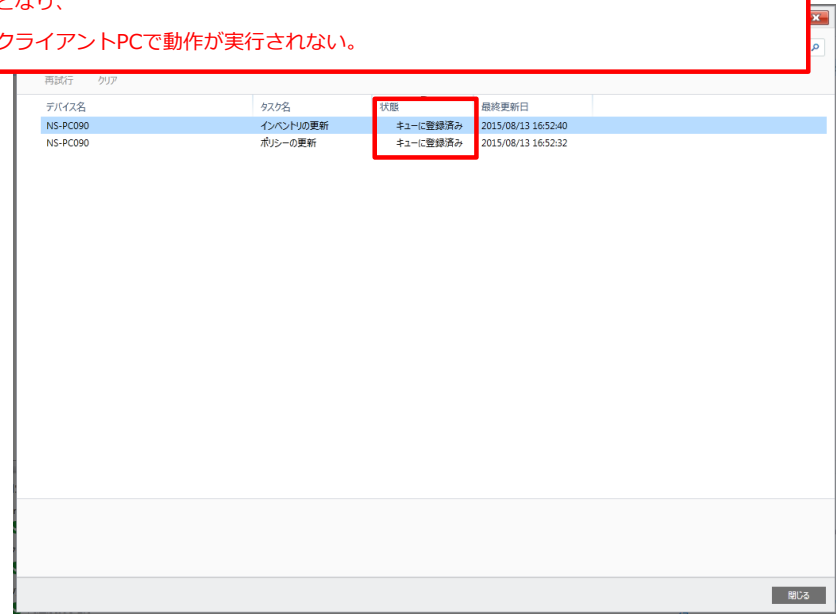 となり、
クライアントPCで動作が実行されない。
再試行 クリア
デバイス名 タスク名 状態 最終更新日
NS-PC090 インベントリの更新 キューに登録済み 2015/08/13 16:52:40
NS-PC090 ポリシーの更新 キューに登録済み 2015/08/13 16:52:32
閉じる